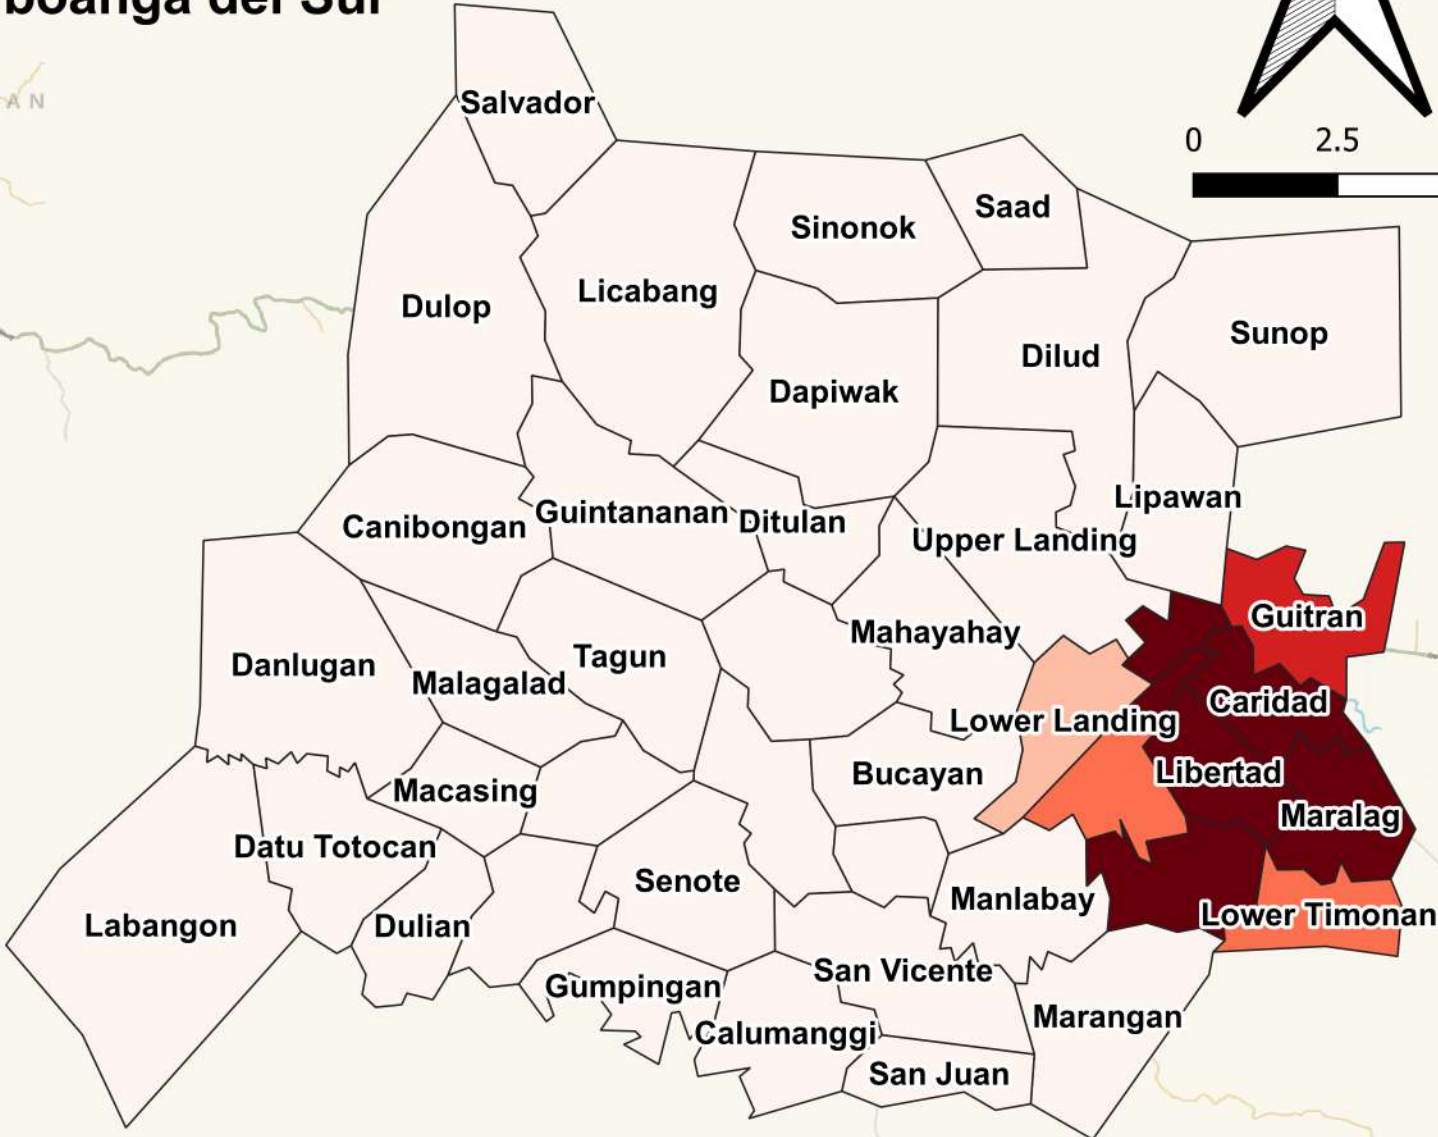 boanga del Sur
AN
Salvador
0 2.5
Saad
Sinonok
Licabang
Dulop
Sunop
Dilud
Dapiwak
Lipawan
Guintananan
Ditulan
Canibongan
Upper Landing
Guitran
Mahayahay
Tagun
Danlugan
Malagalad
Caridad
Lower Landing
Libertad
Bucayan
Macasing
Maralag
Datu Totocan
Senote
Manlabay
Lower Timonan
Labangon
Dulian
San Vicente
Gumpingan
Marangan
Calumanggi
San Juan